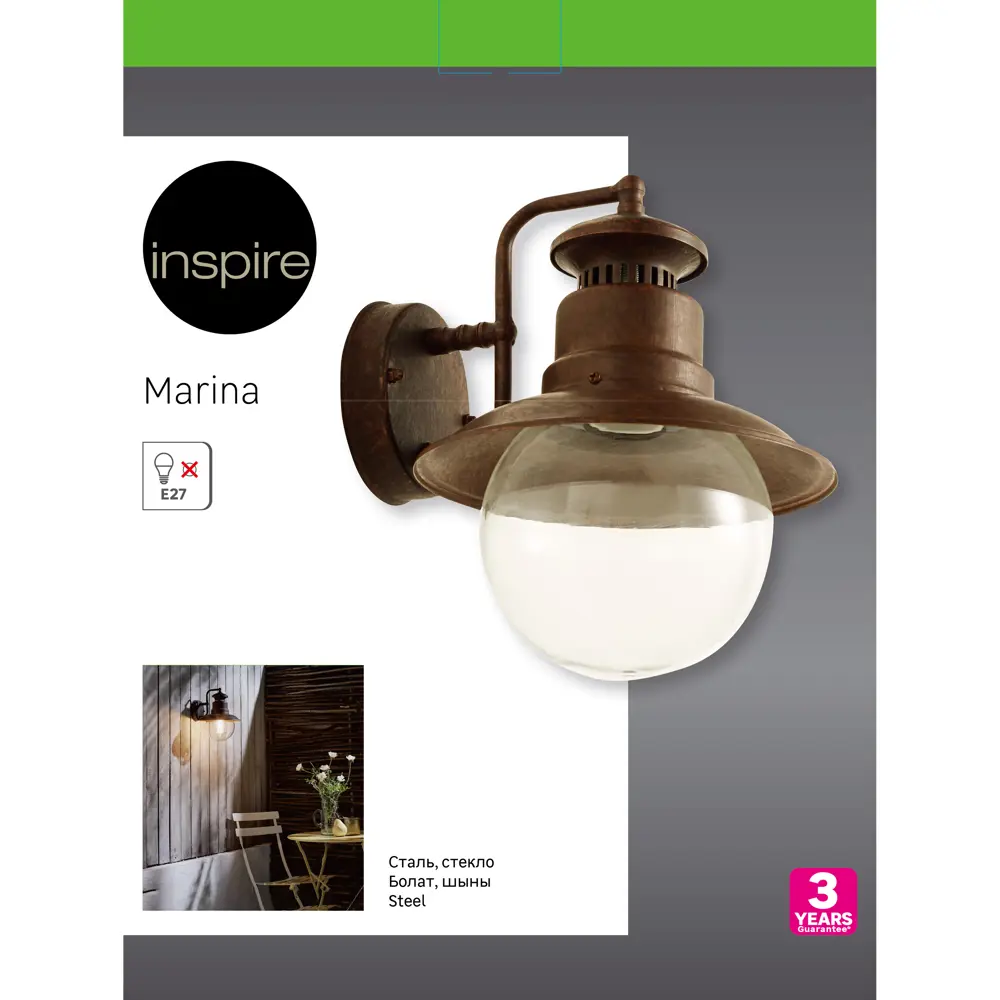 inspire
Marina
E27
Сталь, стекло
Болат, шыны
Steel
3
YEARS
Guarantee*